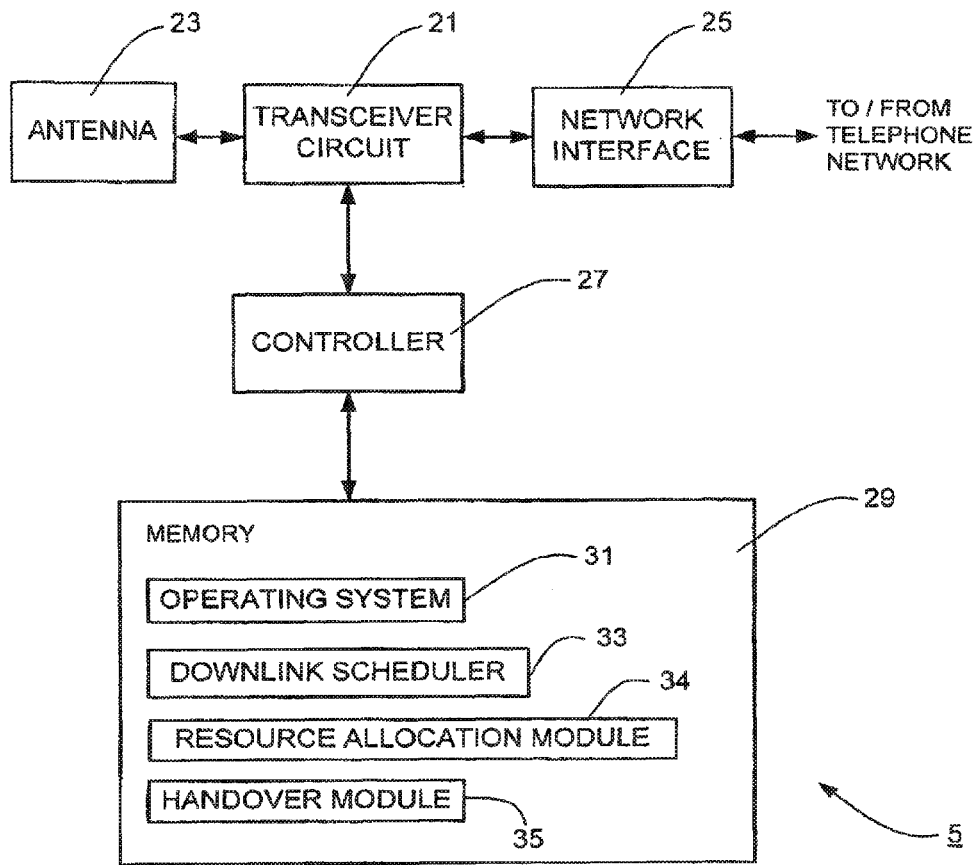 23
21
25
ANTENNA
TRANSCEIVER
CIRCUIT
NETWORK
INTERFACE
TO / FROM
TELEPHONE
NETWORK
27
CONTROLLER
29
MEMORY
31
OPERATING SYSTEM
33
DOWNLINK SCHEDULER
34
RESOURCE ALLOCATION MODULE
HANDOVER MODULE
35
5